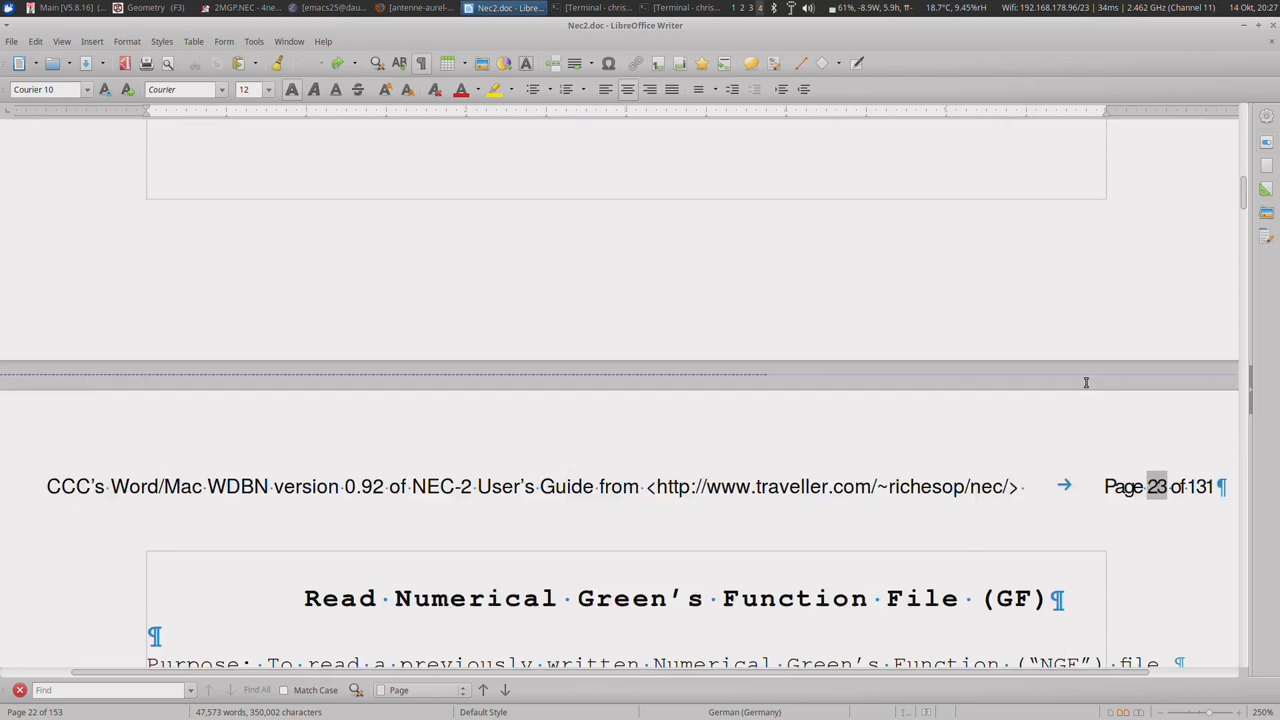 Main [V5.8.16] (...
Geometry (F3)
2MGP.NEC - 4ne...
[emacs25@dau...
[antenne-aurel-...
Nec2.doc - Libre...
[Terminal - chris...
[Terminal - chris...
1 2 3 4
61%, -8.9W, 5.9h, π-
18.7°C, 9.45%rH
Wifi: 192.168.178.96/23 | 34ms | 2.462 GHz (Channel 11)
14 Okt, 20:27
Nec2.doc - LibreOffice Writer
File Edit View Insert Format Styles Table Form Tools Window Help
Courier 10 Courier 12
CCC's Word/Mac WDBN version 0.92 of NEC-2 User's Guide from <http://www.traveller.com/~richesop/nec/> → Page 23 of 131¶
Read Numerical Green's Function File (GF)¶
¶
Purpose: To read a previously written Numerical Green's Function ("NGF") file. ¶
Find Find All Match Case Page
Page 22 of 153 47,573 words, 350,002 characters Default Style German (Germany) 250%